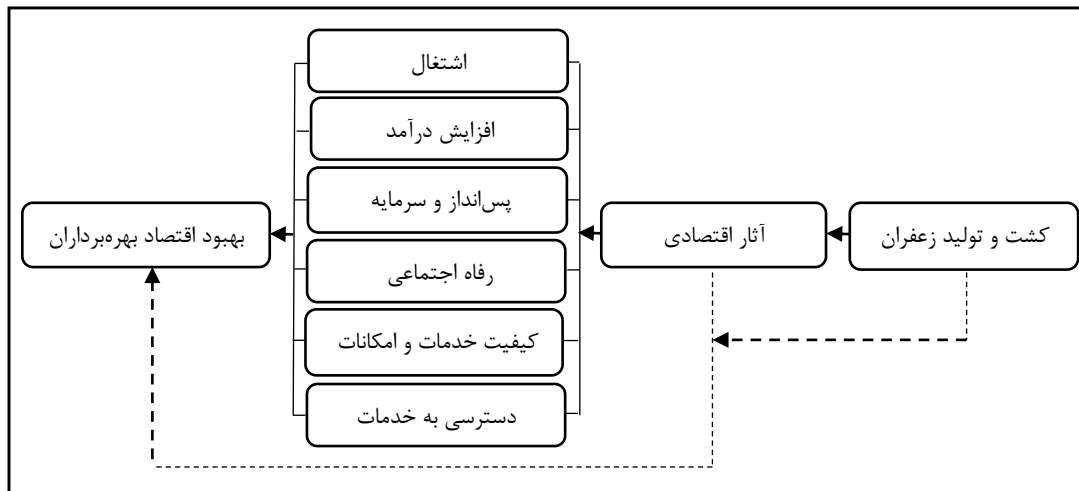 کشت و تولید زعفران
آثار اقتصادی
اشتغال
افزایش درآمد
پس‌انداز و سرمایه
رفاه اجتماعی
کیفیت خدمات و امکانات
دسترسی به خدمات
بهبود اقتصاد بهره‌برداران